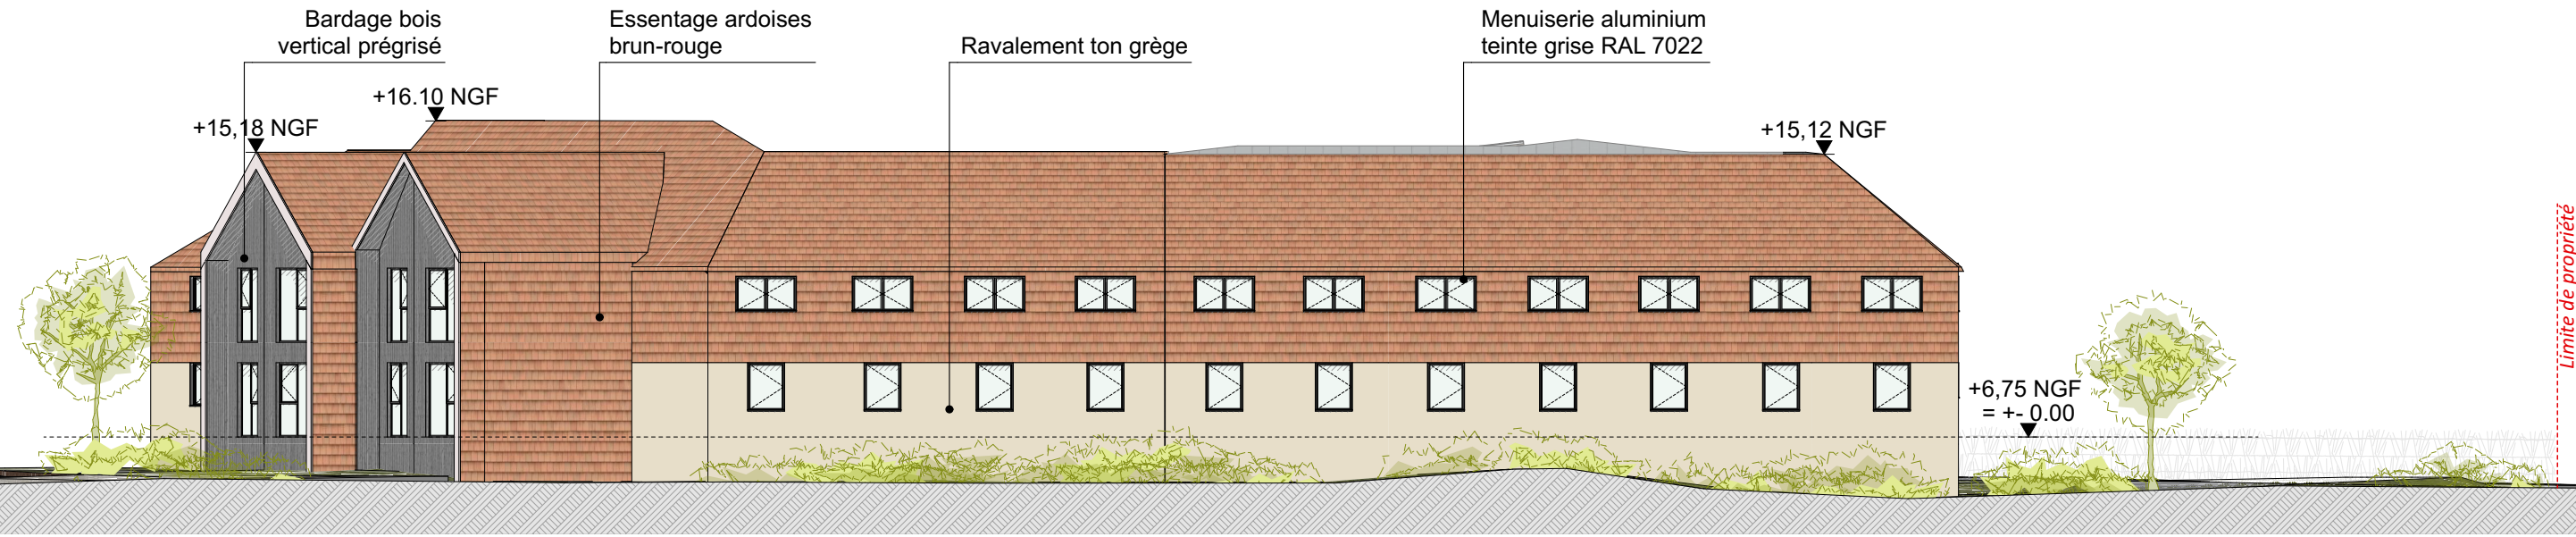 Bardage bois
vertical prégrisé
Essentage ardoises
brun-rouge
Ravalement ton grège
Menuiserie aluminium
teinte grise RAL 7022
+16.10 NGF
+15,18 NGF
+15,12 NGF
+6,75 NGF
= +- 0.00
Limite de propriété